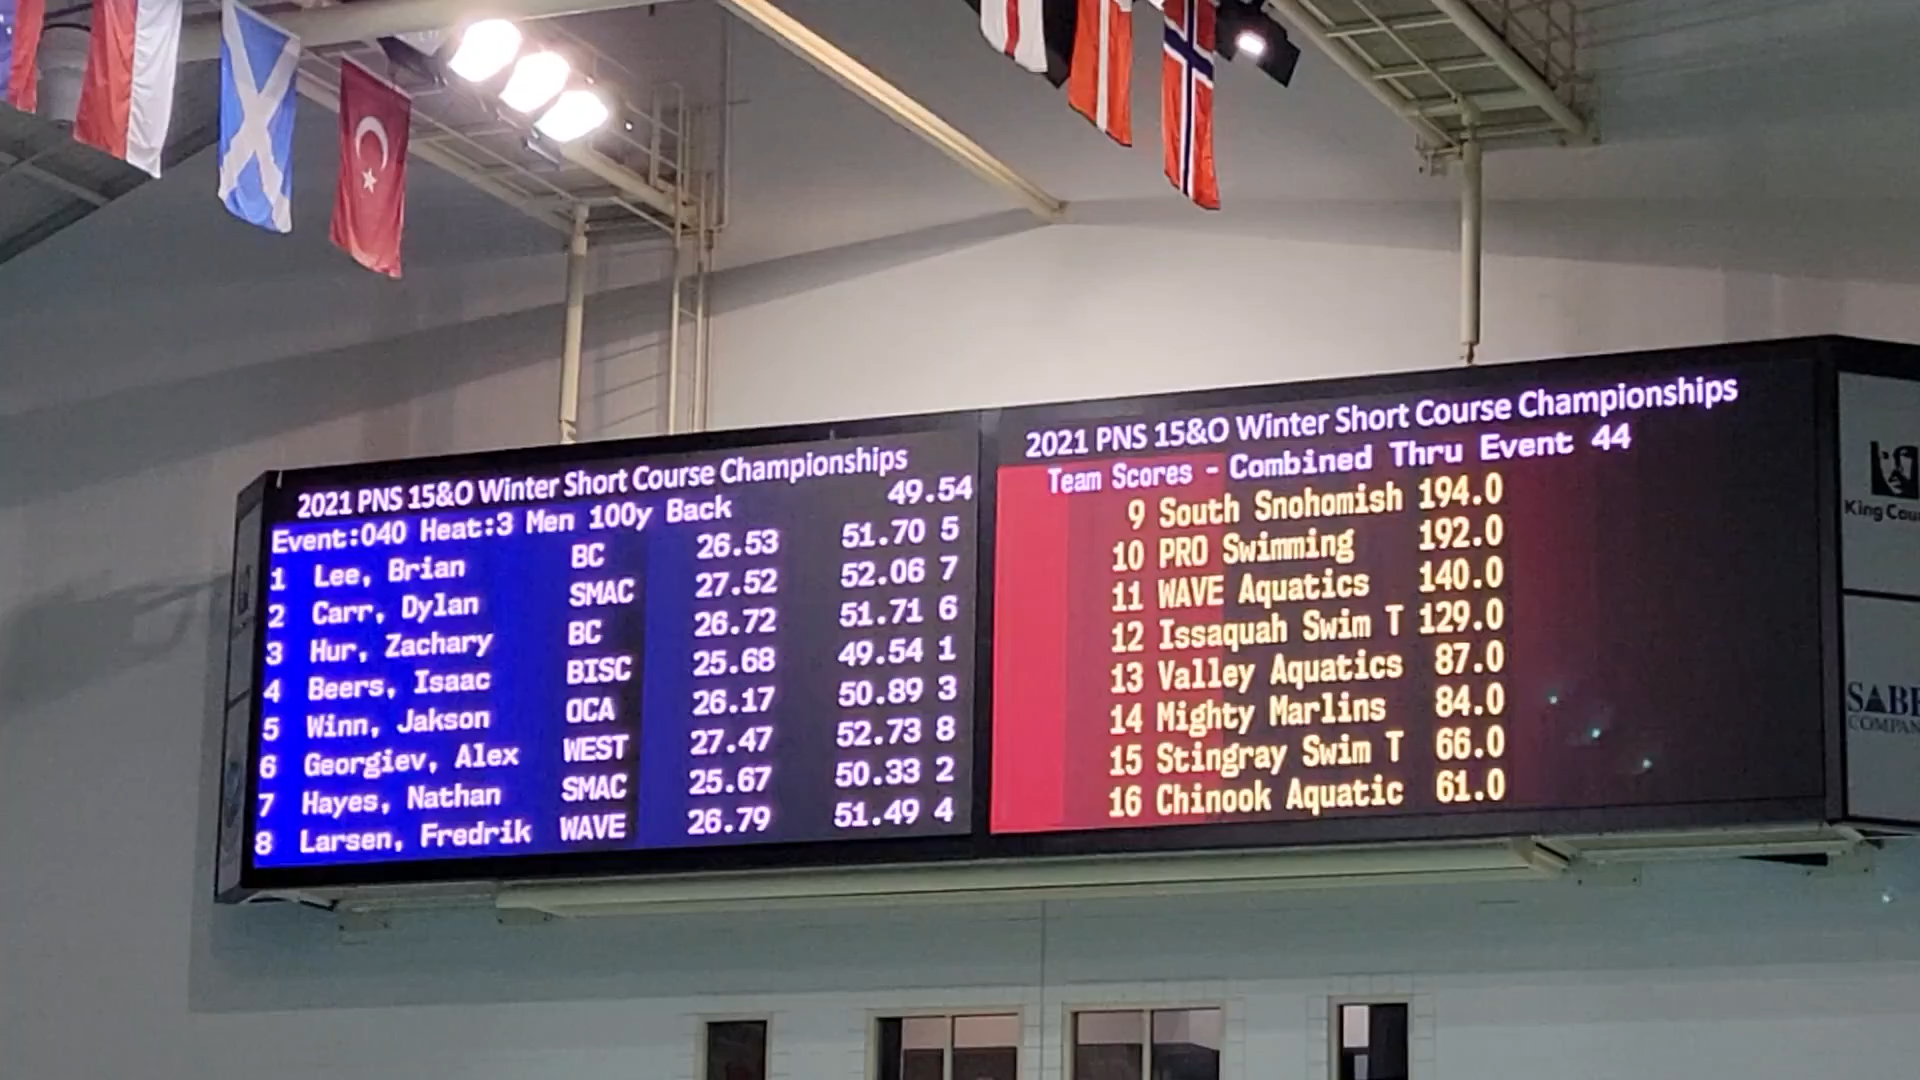 2021 PNS 15&O Winter Short Course Championships
Event:040 Heat:3 Men 100y Back 49.54
1 Lee, Brian BC 26.53 51.70 5
2 Carr, Dylan SMAC 27.52 52.06 7
3 Hur, Zachary BC 26.72 51.71 6
4 Beers, Isaac BISC 25.68 49.54 1
5 Winn, Jakson OCA 26.17 50.89 3
6 Georgiev, Alex WEST 27.47 52.73 8
7 Hayes, Nathan SMAC 25.67 50.33 2
8 Larsen, Fredrik WAVE 26.79 51.49 4
2021 PNS 15&O Winter Short Course Championships
Team Scores - Combined Thru Event 44
9 South Snohomish 194.0
10 PRO Swimming 192.0
11 WAVE Aquatics 140.0
12 Issaquah Swim T 129.0
13 Valley Aquatics 87.0
14 Mighty Marlins 84.0
15 Stingray Swim T 66.0
16 Chinook Aquatic 61.0
King